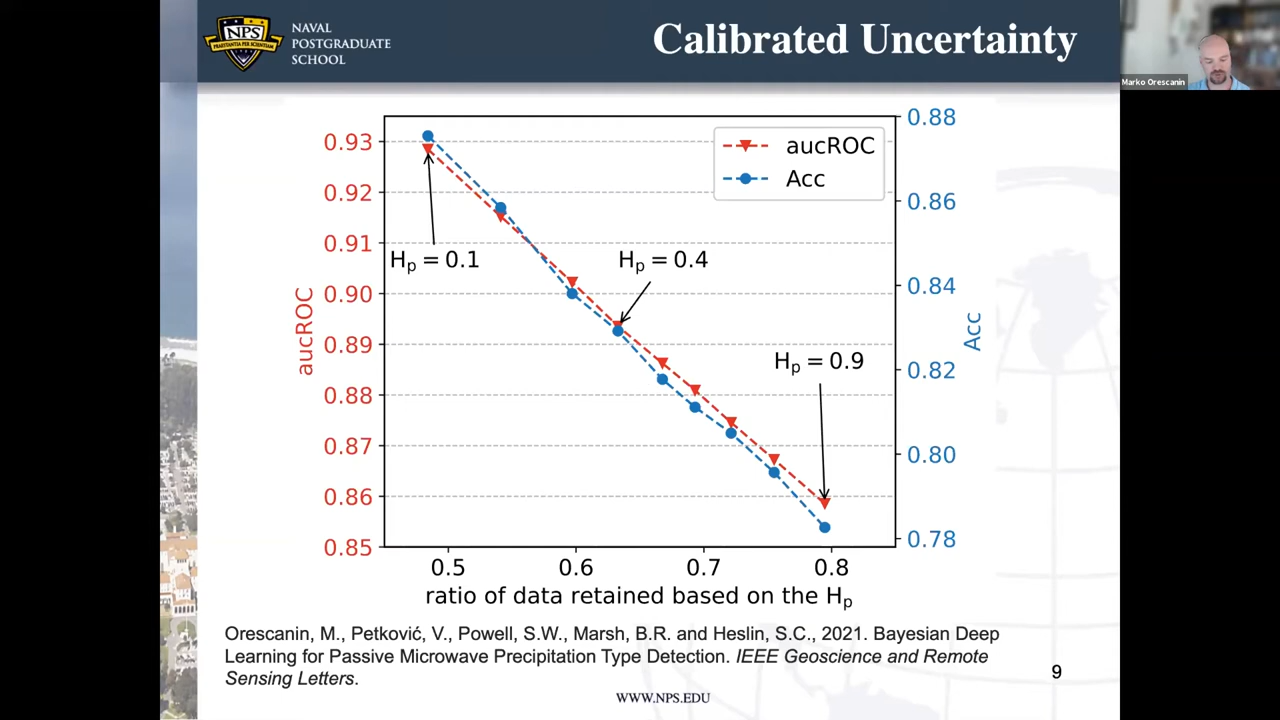 NPS
PRAESTANTIA PER SCIENTIAM
NAVAL
POSTGRADUATE
SCHOOL
Calibrated Uncertainty
Marko Orescanin
0.93
0.92
0.91
0.90
0.89
0.88
0.87
0.86
0.85
aucROC
aucROC
Acc
Hp = 0.1
Hp = 0.4
Hp = 0.9
0.88
0.86
0.84
0.82
0.80
0.78
Acc
0.5 0.6 0.7 0.8
ratio of data retained based on the Hp
Orescanin, M., Petković, V., Powell, S.W., Marsh, B.R. and Heslin, S.C., 2021. Bayesian Deep
Learning for Passive Microwave Precipitation Type Detection. IEEE Geoscience and Remote
Sensing Letters.
9
WWW.NPS.EDU